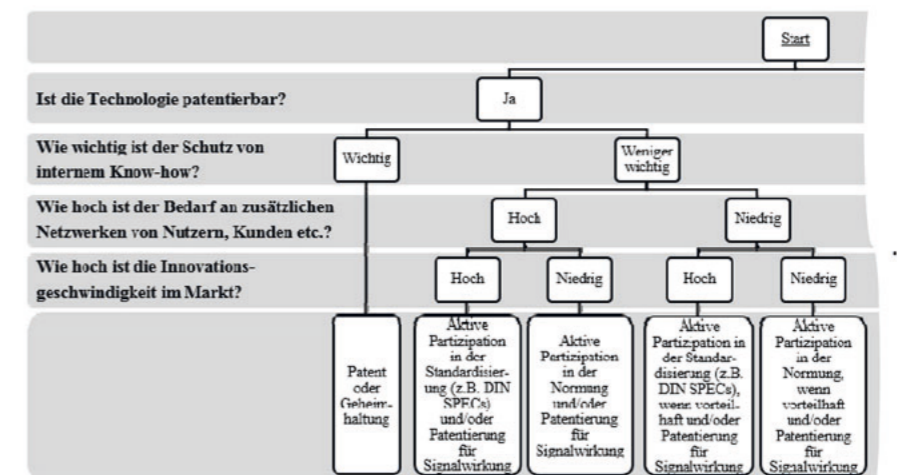 Start
Ist die Technologie patentierbar?
Ja
Wie wichtig ist der Schutz von
internem Know-how?
Wichtig
Weniger
wichtig
Wie hoch ist der Bedarf an zusätzlichen
Netzwerken von Nutzern, Kunden etc.?
Hoch
Niedrig
Wie hoch ist die Innovations-
geschwindigkeit im Markt?
Hoch
Niedrig
Hoch
Niedrig
Patent
oder
Geheim-
haltung
Aktive
Partizipation
in der
Standardisier-
ung (z.B. DIN
SPECs)
und/oder
Patentierung
für
Signalwirkung
Aktive
Partizipation
in der
Normung
und/oder
Patentierung
für
Signalwirkung
Aktive
Partizipation in
der Standar-
disierung (z.B.
DIN SPECs),
wenn vorteil-
haft und/oder
Patentierung
für
Signalwirkung
Aktive
Partizipation
in der
Normung,
wenn
vorteilhaft
und/oder
Patentierung
für
Signalwirkung